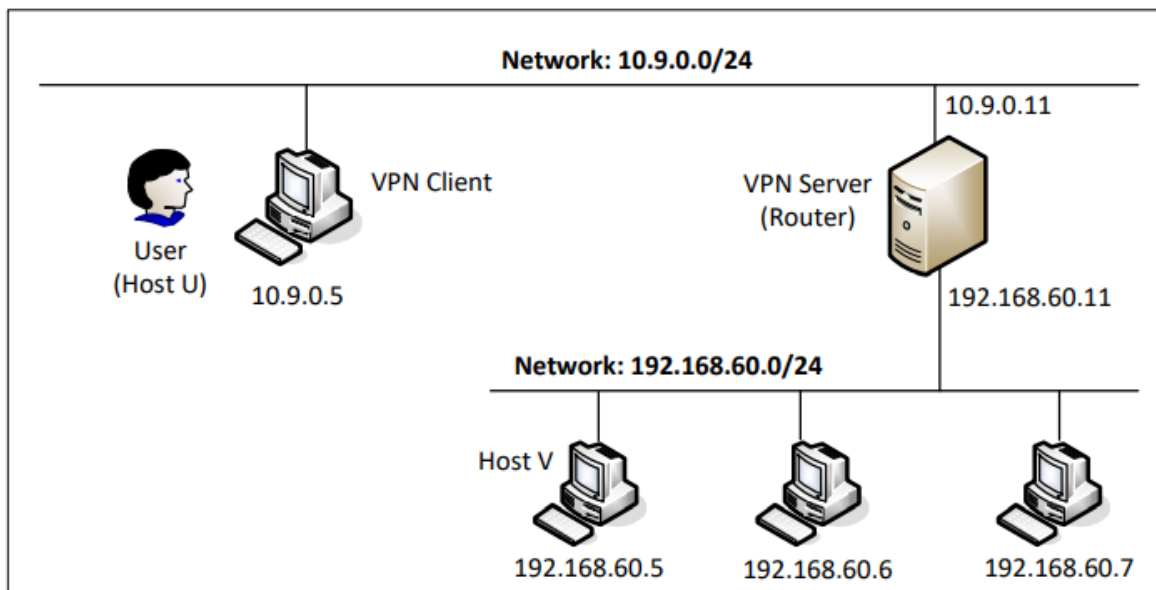 Network: 10.9.0.0/24
10.9.0.11
VPN Client
VPN Server
(Router)
User
(Host U)
10.9.0.5
192.168.60.11
Network: 192.168.60.0/24
Host V
192.168.60.5
192.168.60.6
192.168.60.7